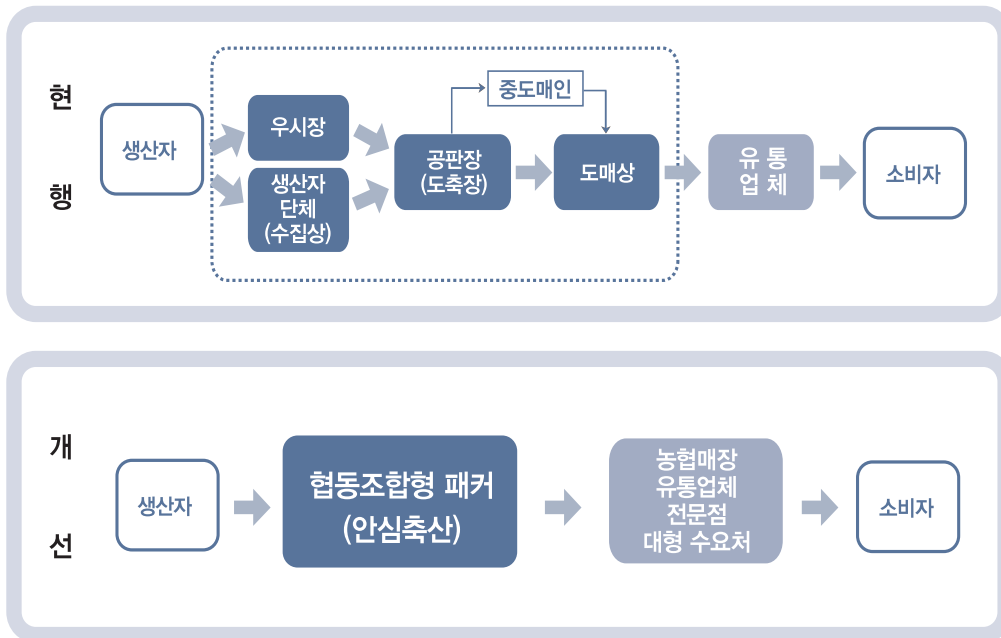 현
행
생산자
우시장
생산자
단체
(수집상)
공판장
(도축장)
중도매인
도매상
유 통
업 체
소비자
개
선
생산자
협동조합형 패커
(안심축산)
농협매장
유통업체
전문점
대형 수요처
소비자